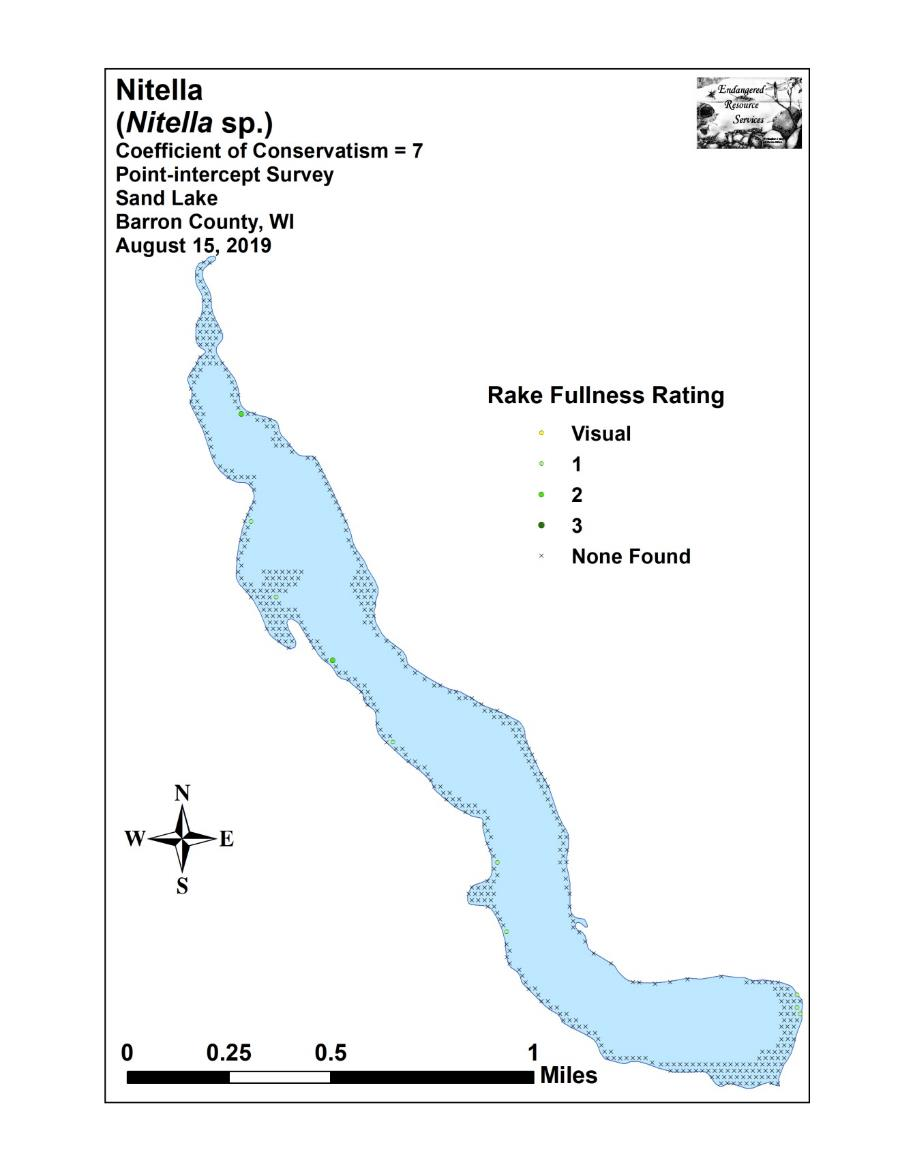 Nitella
(Nitella sp.)
Coefficient of Conservatism = 7
Point-intercept Survey
Sand Lake
Barron County, WI
August 15, 2019
Endangered
Resource
Services
Rake Fullness Rating
Visual
1
2
3
None Found
N
W E
S
0 0.25 0.5 1
Miles